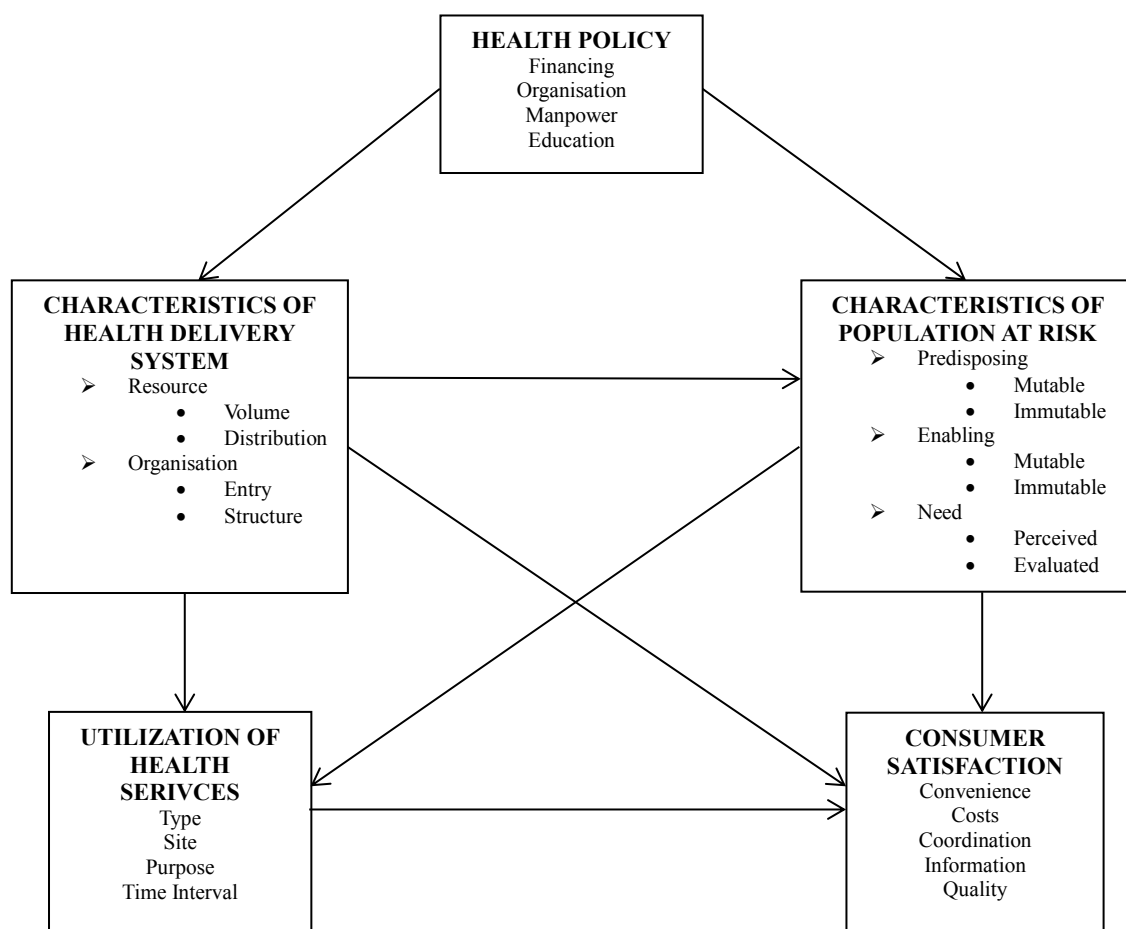 HEALTH POLICY
Financing
Organisation
Manpower
Education
CHARACTERISTICS OF
HEALTH DELIVERY
SYSTEM
➢ Resource
• Volume
• Distribution
➢ Organisation
• Entry
• Structure
CHARACTERISTICS OF
POPULATION AT RISK
➢ Predisposing
• Mutable
• Immutable
➢ Enabling
• Mutable
• Immutable
➢ Need
• Perceived
• Evaluated
UTILIZATION OF
HEALTH
SERIVCES
Type
Site
Purpose
Time Interval
CONSUMER
SATISFACTION
Convenience
Costs
Coordination
Information
Quality